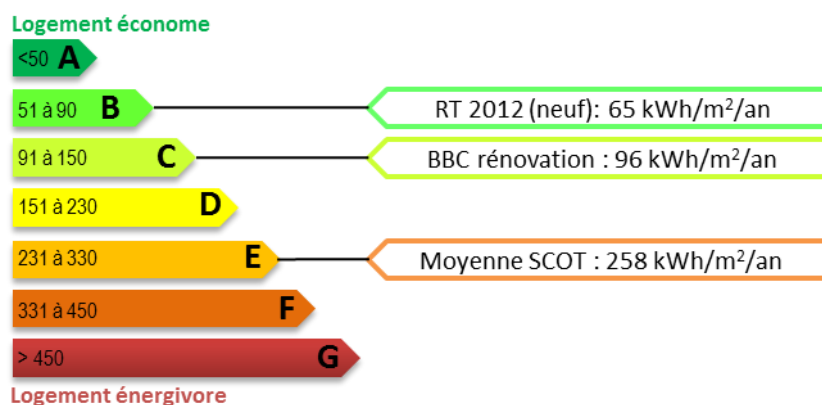 Logement économe
<50 A
51 à 90 B
RT 2012 (neuf): 65 kWh/m²/an
91 à 150 C
BBC rénovation : 96 kWh/m²/an
151 à 230 D
231 à 330 E
Moyenne SCOT : 258 kWh/m²/an
331 à 450 F
> 450 G
Logement énergivore